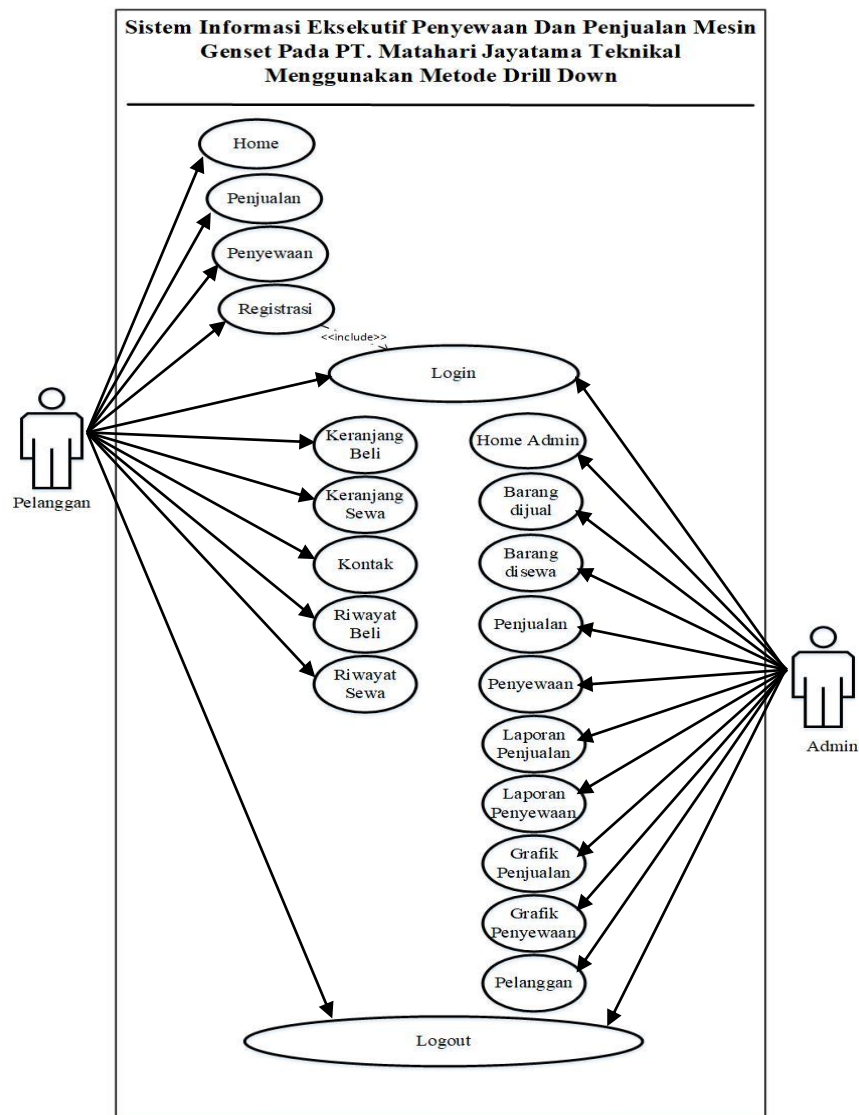 Sistem Informasi Eksekutif Penyewaan Dan Penjualan Mesin
Genset Pada PT. Matahari Jayatama Teknikal
Menggunakan Metode Drill Down
Home
Penjualan
Penyewaan
Registrasi
<<include>>
Login
Pelanggan
Keranjang
Beli
Keranjang
Sewa
Kontak
Riwayat
Beli
Riwayat
Sewa
Home Admin
Barang
dijual
Barang
disewa
Penjualan
Penyewaan
Laporan
Penjualan
Laporan
Penyewaan
Grafik
Penjualan
Grafik
Penyewaan
Pelanggan
Admin
Logout